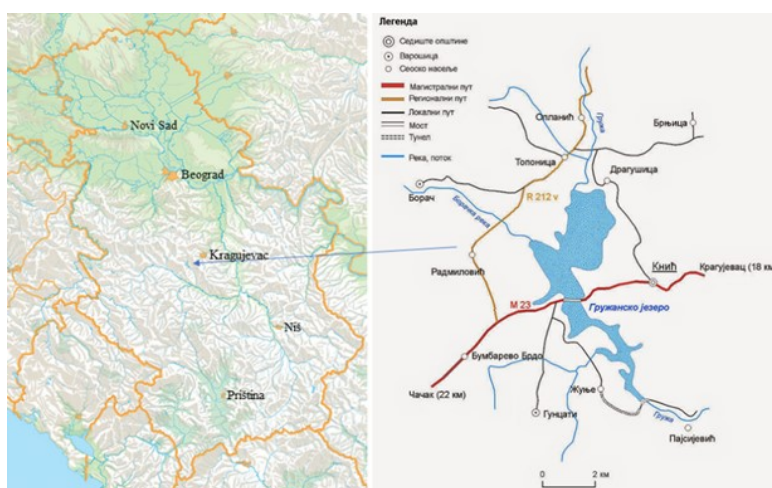 Novi Sad
Beograd
Kragujevac
Niš
Priština
Легенда
Седиште општине
Варошица
Сеоско насеље
Магистрални пут
Регионални пут
Локални пут
Мост
Тунел
Река, поток
Опланић
Гружа
Брњица
Топоница
Драгушица
Борач
R 212 v
Борачка река
Радмиловић
Кнић
Крагујевац (18 км
M 23
Гружанско језеро
Бумбарево Брдо
Чачак (22 км)
Жуње
Гунцати
Гружа
Пајсијевић
0 2 км